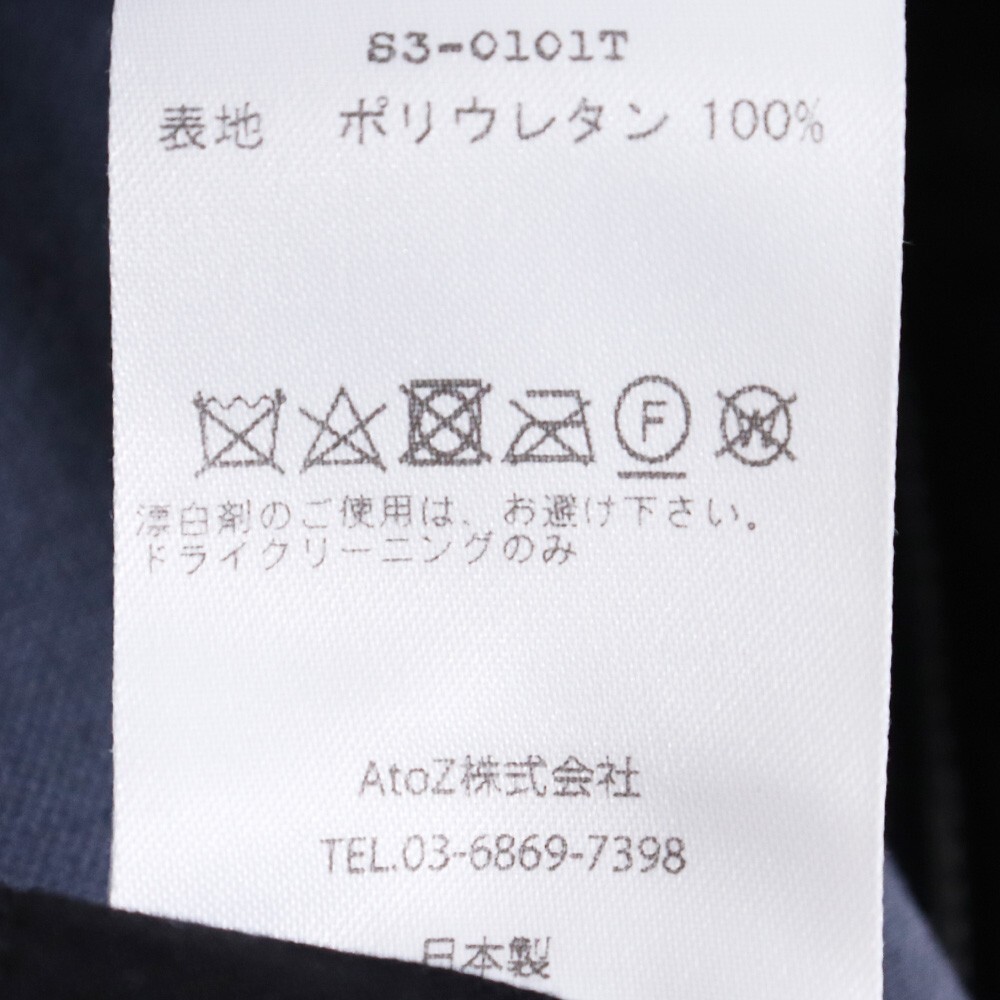 S3-0101T
表地　ポリウレタン 100%
F
W
漂白剤のご使用は、お避け下さい。
ドライクリーニングのみ
AtoZ株式会社
TEL.03-6869-7398
日本製